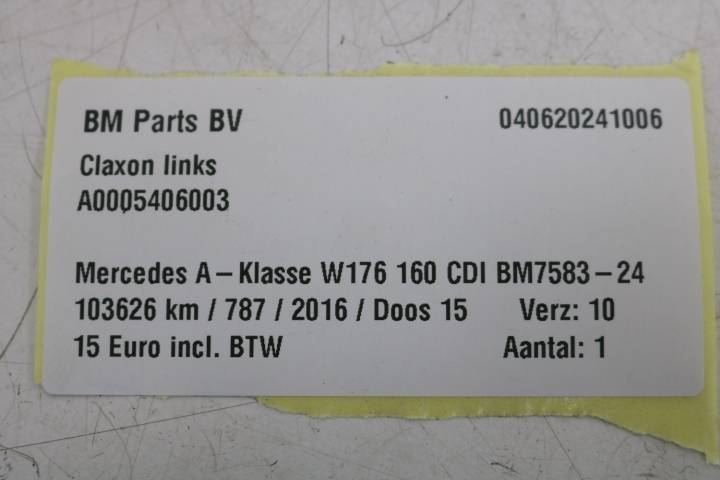 BM Parts BV 040620241006
Claxon links
A0005406003
Mercedes A-Klasse W176 160 CDI BM7583-24
103626 km / 787 / 2016 / Doos 15 Verz: 10
15 Euro incl. BTW Aantal: 1